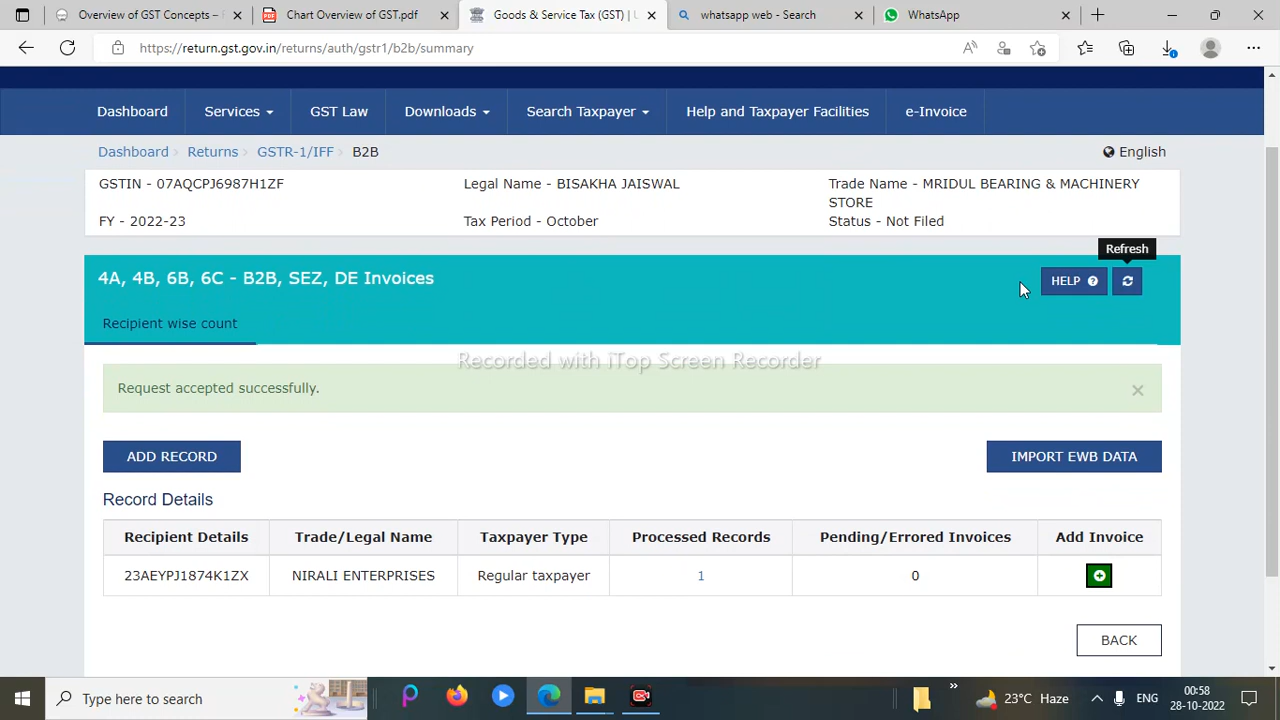 Overview of GST Concepts –
Chart Overview of GST.pdf
Goods & Service Tax (GST) | U
whatsapp web - Search
WhatsApp
https://return.gst.gov.in/returns/auth/gstr1/b2b/summary
Dashboard
Services
GST Law
Downloads
Search Taxpayer
Help and Taxpayer Facilities
e-Invoice
Dashboard Returns GSTR-1/IFF B2B
English
GSTIN - 07AQCPJ6987H1ZF
Legal Name - BISAKHA JAISWAL
Trade Name - MRIDUL BEARING & MACHINERY
STORE
FY - 2022-23
Tax Period - October
Status - Not Filed
Refresh
4A, 4B, 6B, 6C - B2B, SEZ, DE Invoices
HELP
Recipient wise count
Recorded with iTop Screen Recorder
Request accepted successfully.
ADD RECORD
IMPORT EWB DATA
Record Details
Recipient Details Trade/Legal Name Taxpayer Type Processed Records Pending/Errored Invoices Add Invoice
23AEYPJ1874K1ZX NIRALI ENTERPRISES Regular taxpayer 1 0
BACK
Type here to search
23°C Haze
ENG
00:58
28-10-2022